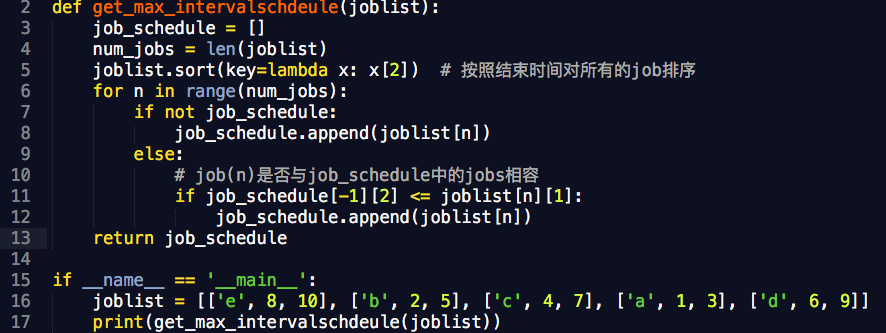 2 def get_max_intervalschdeule(joblist):
3     job_schedule = []
4     num_jobs = len(joblist)
5     joblist.sort(key=lambda x: x[2])  # 按照结束时间对所有的job排序
6     for n in range(num_jobs):
7         if not job_schedule:
8             job_schedule.append(joblist[n])
9         else:
10             # job(n)是否与job_schedule中的jobs相容
11             if job_schedule[-1][2] <= joblist[n][1]:
12                 job_schedule.append(joblist[n])
13     return job_schedule
14
15 if __name__ == '__main__':
16     joblist = [['e', 8, 10], ['b', 2, 5], ['c', 4, 7], ['a', 1, 3], ['d', 6, 9]]
17     print(get_max_intervalschdeule(joblist))